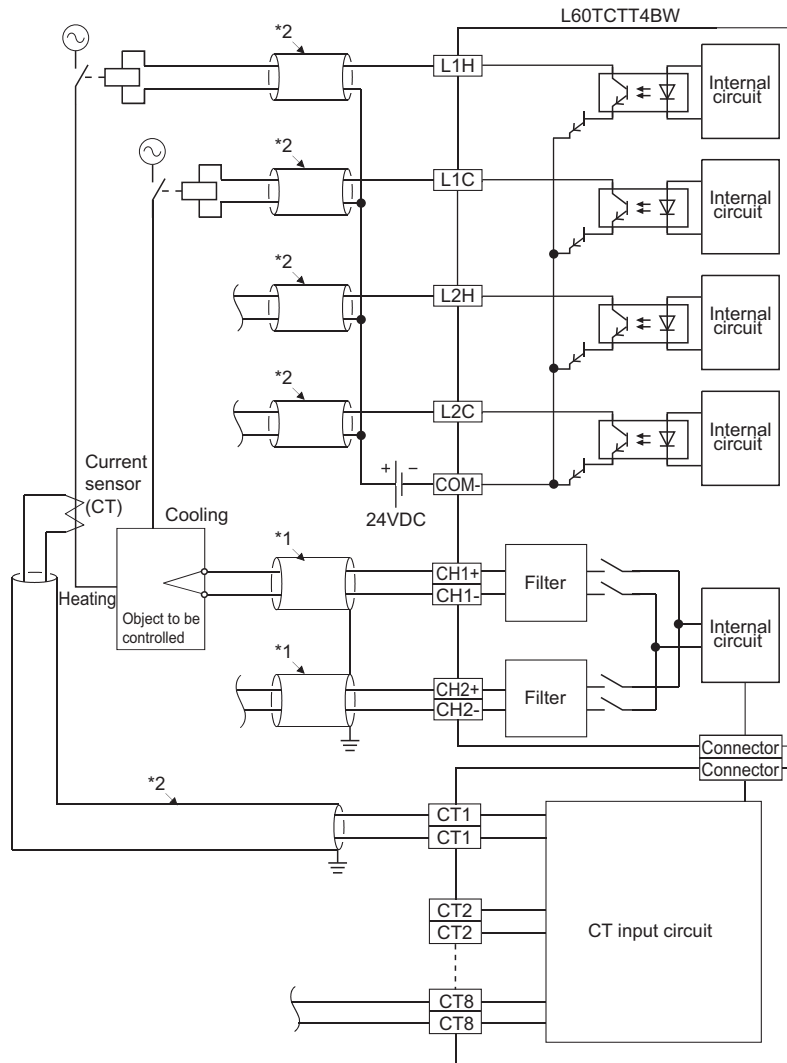 L60TCTT4BW
*2
L1H
Internal
circuit
*2
L1C
Internal
circuit
*2
L2H
Internal
circuit
*2
L2C
Internal
circuit
Current
sensor
(CT)
+
−
COM-
24VDC
Cooling
*1
CH1+
CH1-
Filter
Heating
Object to be
controlled
Internal
circuit
*1
CH2+
CH2-
Filter
Connector
Connector
*2
CT1
CT1
CT2
CT2
CT input circuit
CT8
CT8